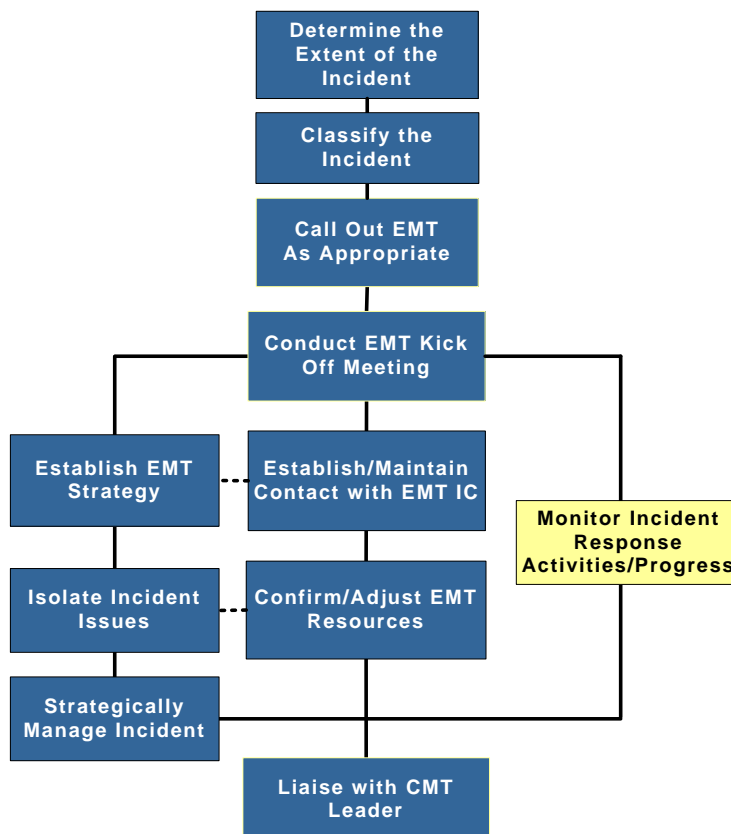 Determine the
Extent of the
Incident
Classify the
Incident
Call Out EMT
As Appropriate
Conduct EMT Kick
Off Meeting
Establish EMT
Strategy
Establish/Maintain
Contact with EMT IC
Monitor Incident
Response
Activities/Progress
Isolate Incident
Issues
Confirm/Adjust EMT
Resources
Strategically
Manage Incident
Liaise with CMT
Leader